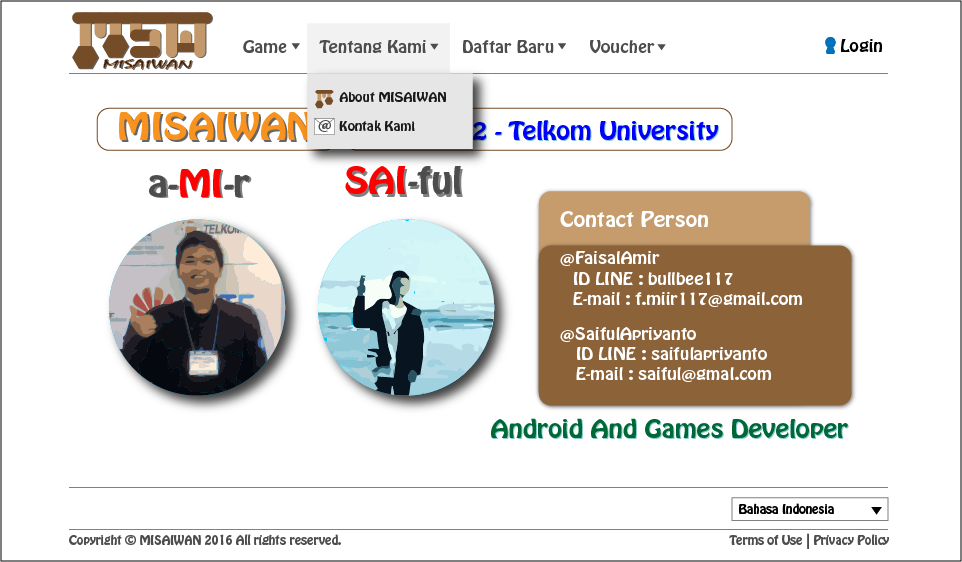 MISAIWAN
Game
Tentang Kami
Daftar Baru
Voucher
Login
About MISAIWAN
Kontak Kami
MISAIWAN 2 - Telkom University
a-MI-r
SAI-ful
TELKOM
Contact Person
@FaisalAmir
ID LINE : bullbee117
E-mail : f.miir117@gmail.com
@SaifulApriyanto
ID LINE : saifulapriyanto
E-mail : saiful@gmal.com
Android And Games Developer
Bahasa Indonesia
Copyright © MISAIWAN 2016 All rights reserved.
Terms of Use | Privacy Policy